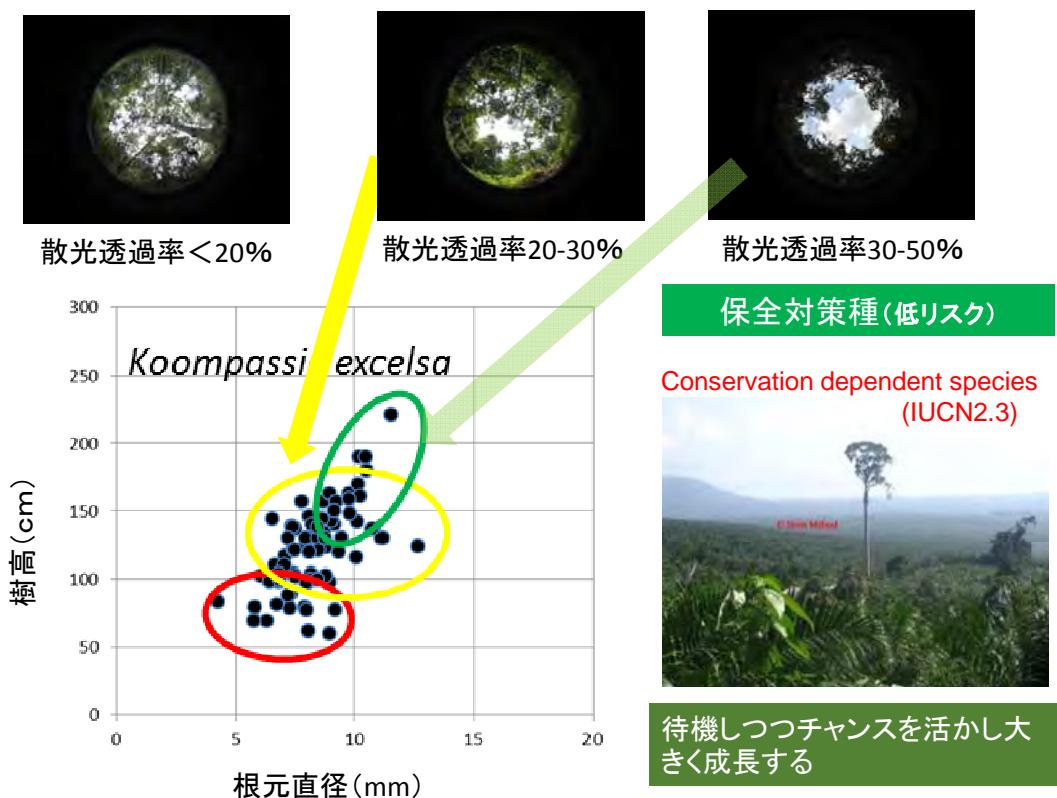 散光透過率＜20%
散光透過率20-30%
散光透過率30-50%
保全対策種（低リスク）
Conservation dependent species
(IUCN2.3)
Koompassi excelsa
300
250
200
150
100
50
0
0
5
10
15
20
樹高（cm）
根元直径（mm）
待機しつつチャンスを活かし大
きく成長する